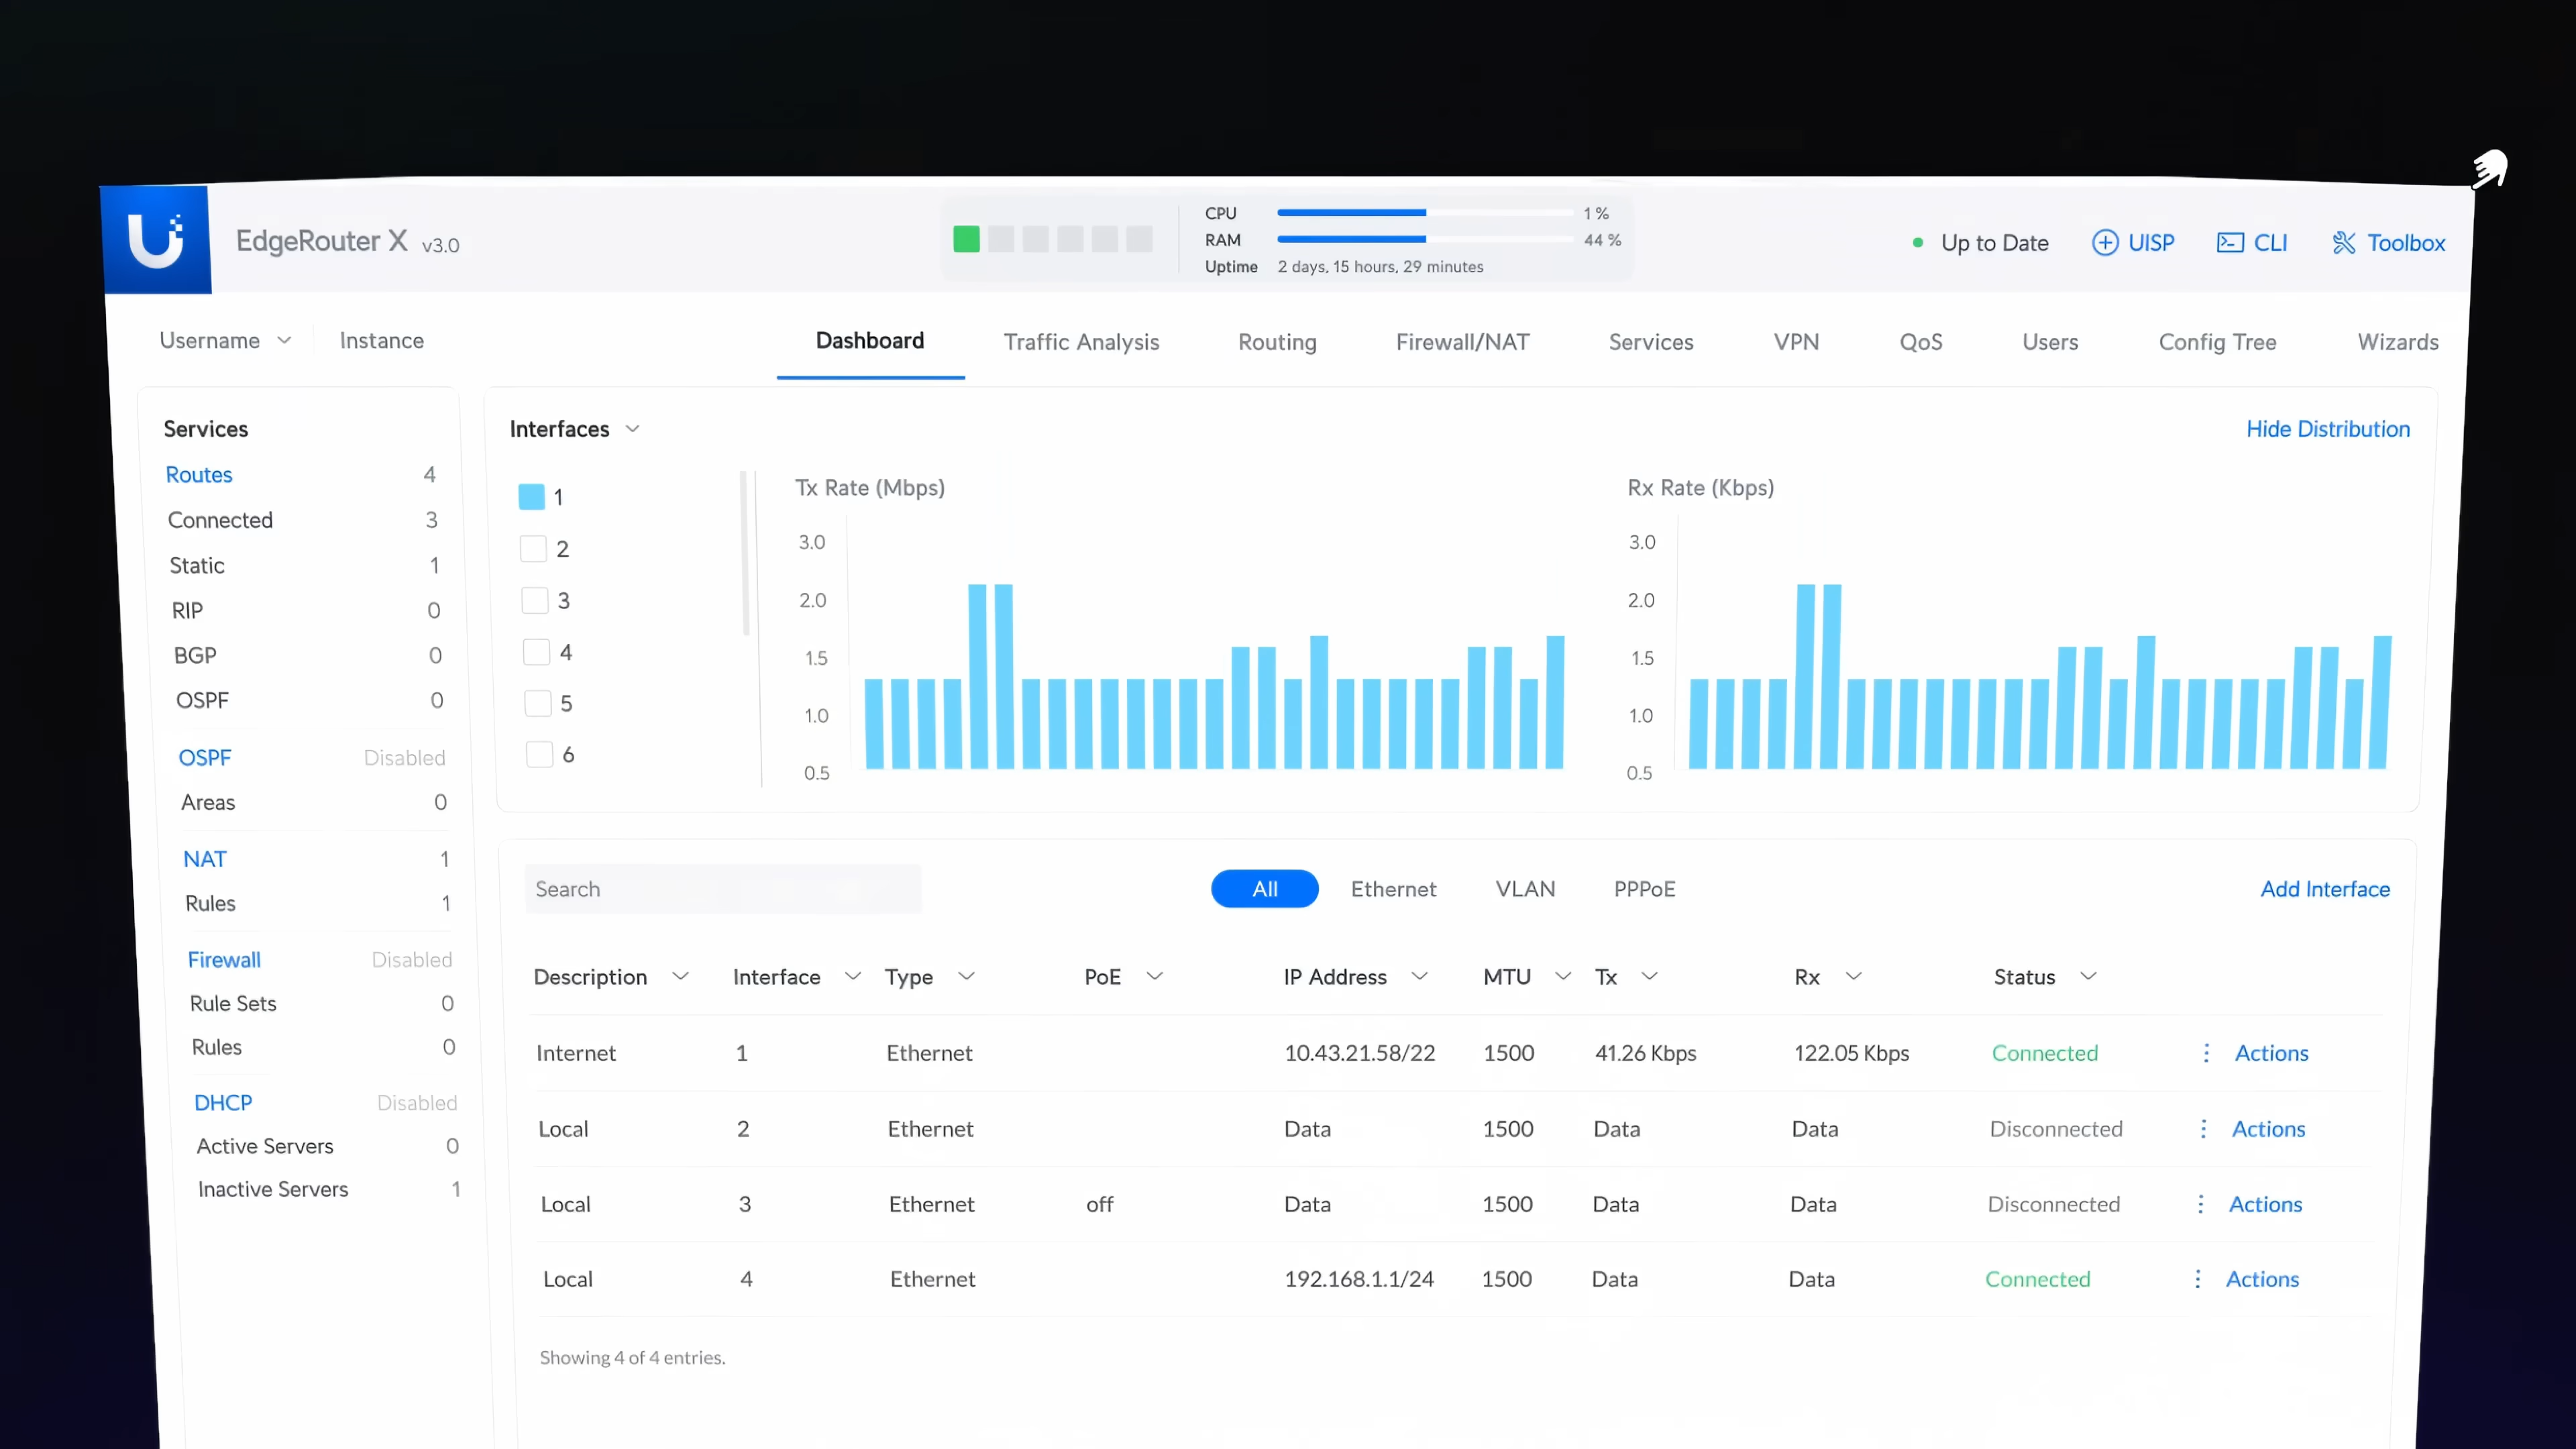 EdgeRouter X v3.0
CPU 1 %
RAM 44 %
Uptime 2 days, 15 hours, 29 minutes
Up to Date
UISP
CLI
Toolbox
Username
Instance
Dashboard
Traffic Analysis
Routing
Firewall/NAT
Services
VPN
QoS
Users
Config Tree
Wizards
Services
Routes 4
Connected 3
Static 1
RIP 0
BGP 0
OSPF 0
OSPF Disabled
Areas 0
NAT 1
Rules 1
Firewall Disabled
Rule Sets 0
Rules 0
DHCP Disabled
Active Servers 0
Inactive Servers 1
Interfaces
Hide Distribution
1
2
3
4
5
6
Tx Rate (Mbps)
3.0
2.0
1.5
1.0
0.5
Rx Rate (Kbps)
3.0
2.0
1.5
1.0
0.5
Search
All
Ethernet
VLAN
PPPoE
Add Interface
Description Interface Type PoE IP Address MTU Tx Rx Status
Internet 1 Ethernet 10.43.21.58/22 1500 41.26 Kbps 122.05 Kbps Connected Actions
Local 2 Ethernet Data 1500 Data Data Disconnected Actions
Local 3 Ethernet off Data 1500 Data Data Disconnected Actions
Local 4 Ethernet 192.168.1.1/24 1500 Data Data Connected Actions
Showing 4 of 4 entries.